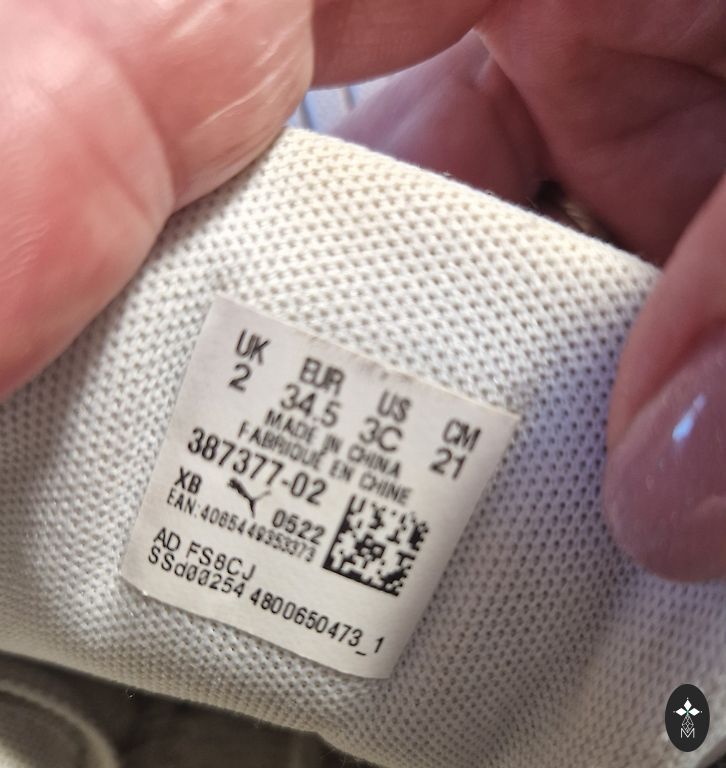 UK EUR US CM
2 34.5 3C 21
MADE IN CHINA
FABRIQUE EN CHINE
387377-02
XB 0522
EAN:4065449353373
AD FS8CJ
SSd00254 4800650473_1
M